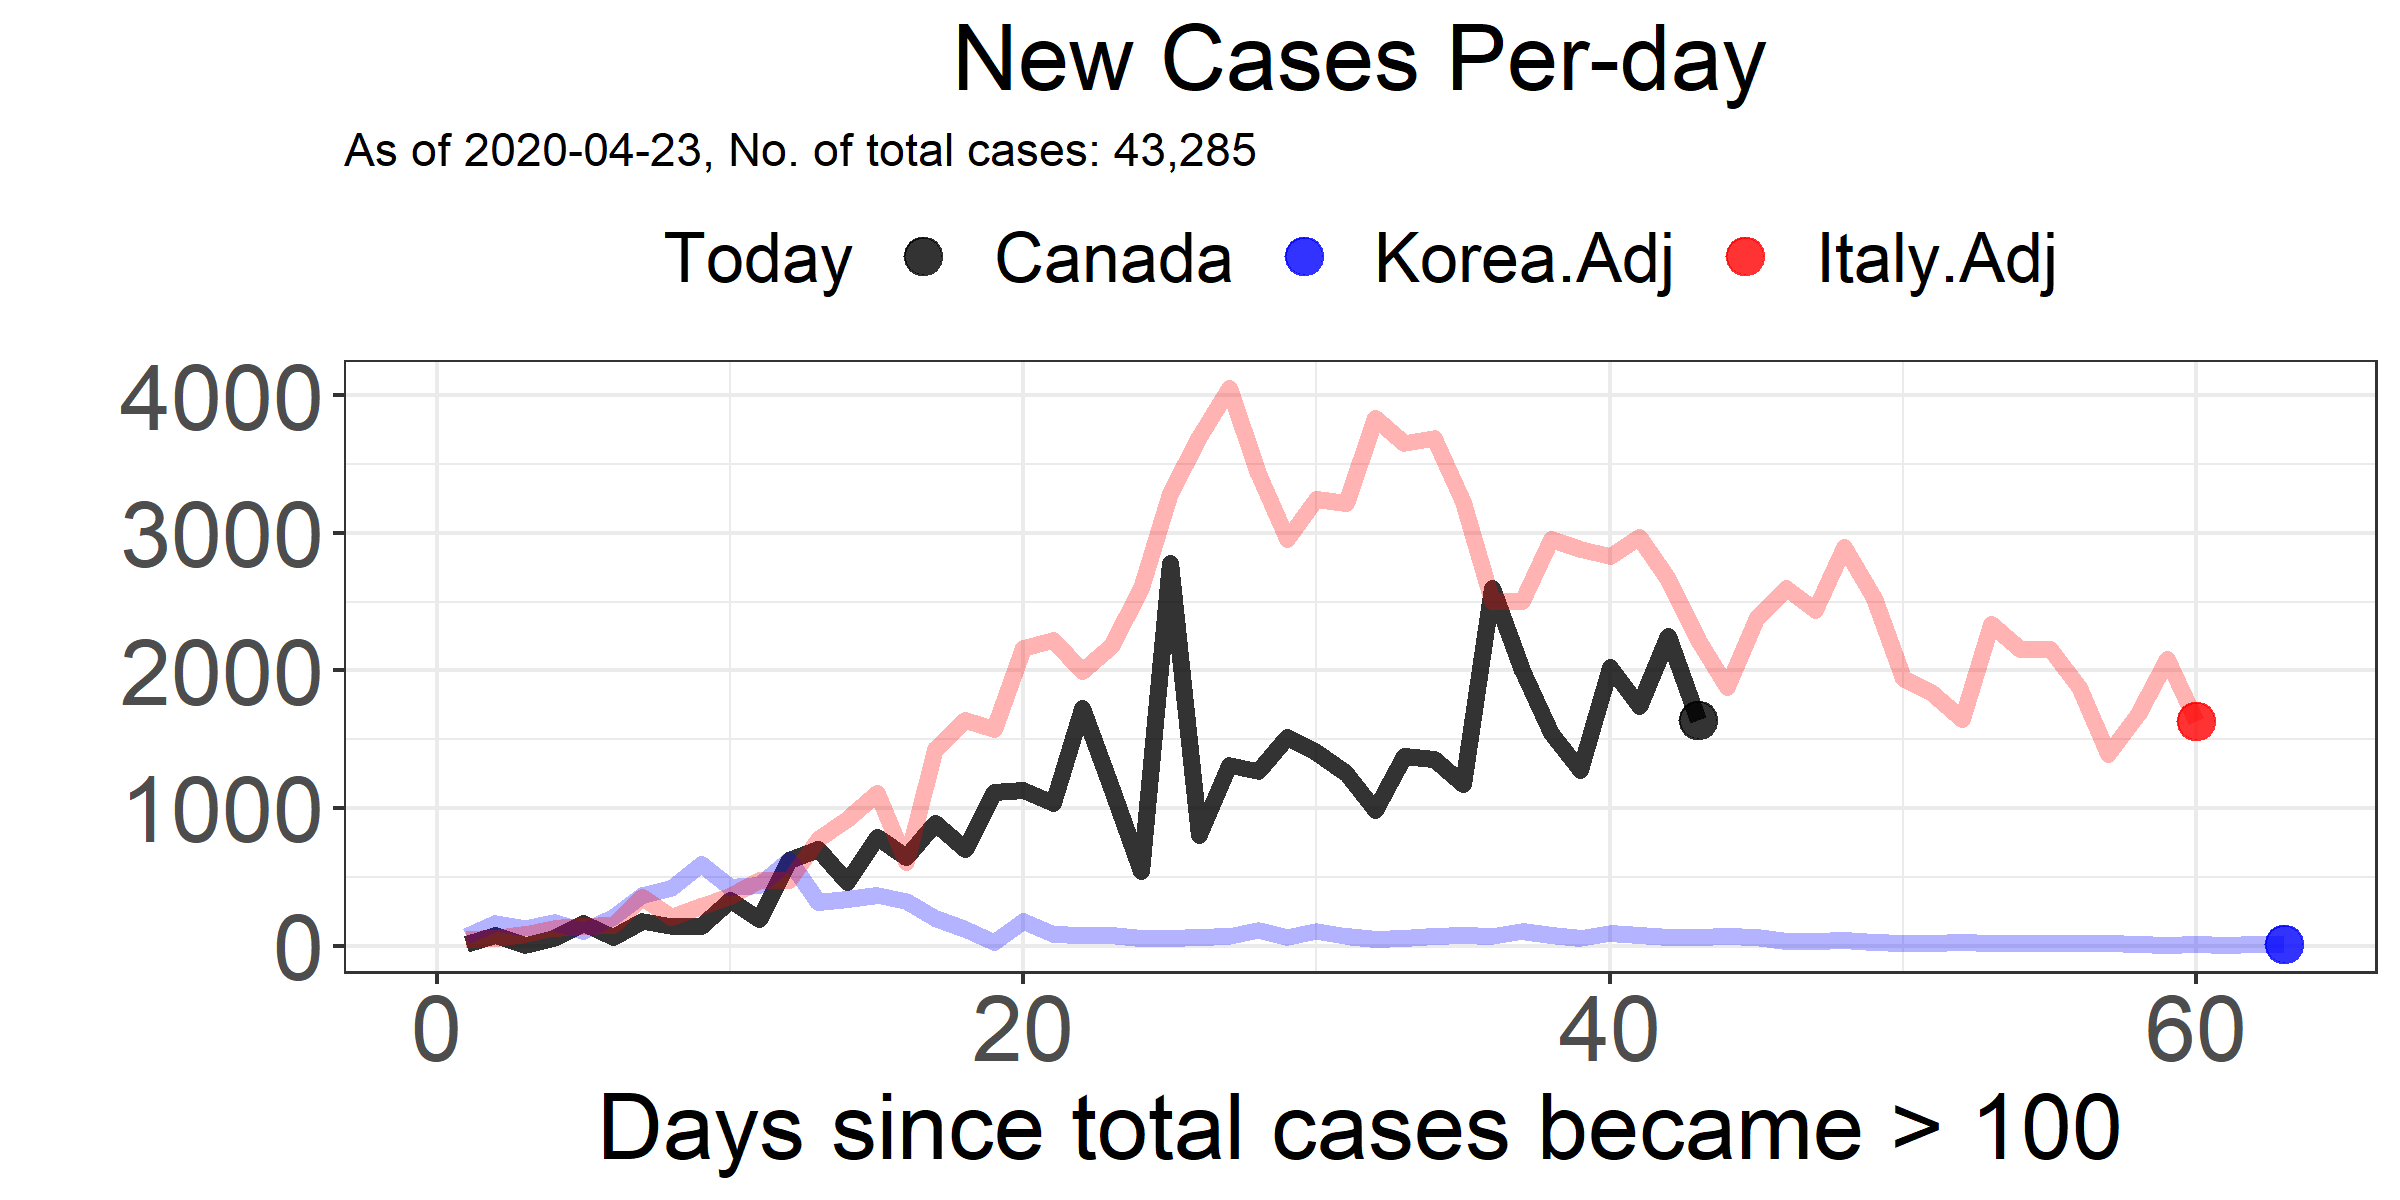 New Cases Per-day
As of 2020-04-23, No. of total cases: 43,285
Today Canada Korea.Adj Italy.Adj
4000
3000
2000
1000
0
0 20 40 60
Days since total cases became > 100